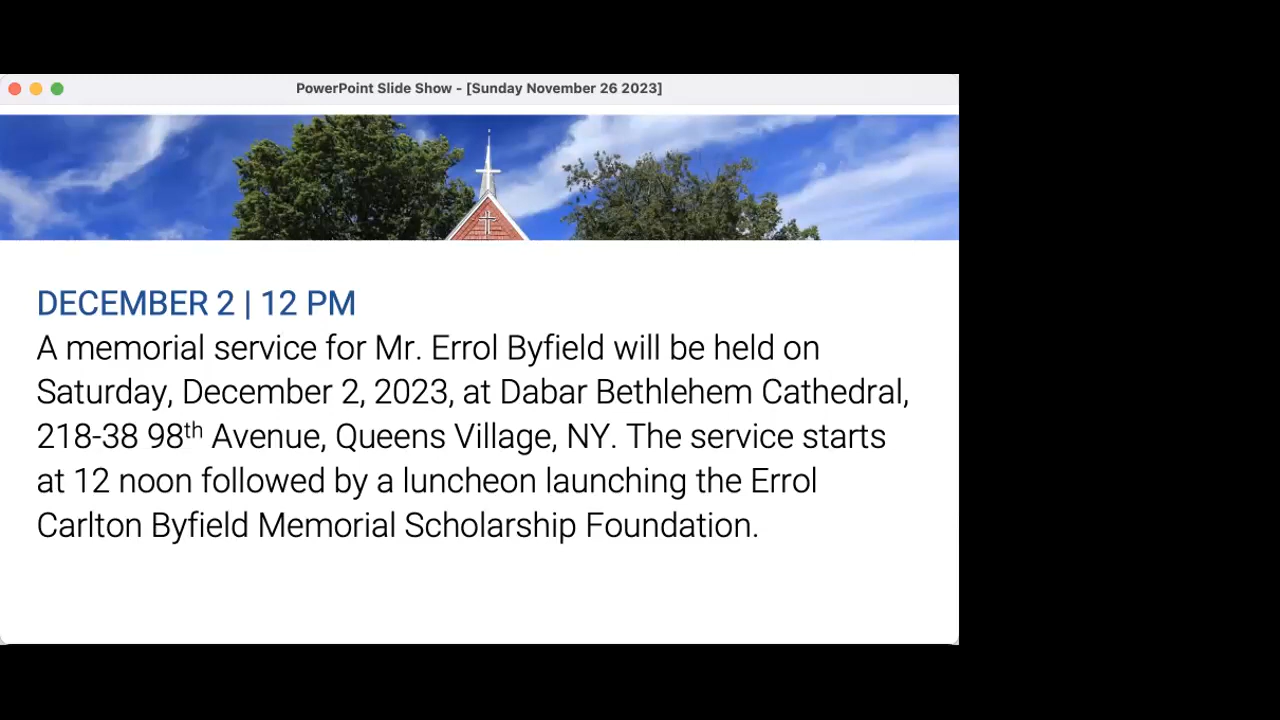 PowerPoint Slide Show - [Sunday November 26 2023]
DECEMBER 2 | 12 PM
A memorial service for Mr. Errol Byfield will be held on
Saturday, December 2, 2023, at Dabar Bethlehem Cathedral,
218-38 98th Avenue, Queens Village, NY. The service starts
at 12 noon followed by a luncheon launching the Errol
Carlton Byfield Memorial Scholarship Foundation.